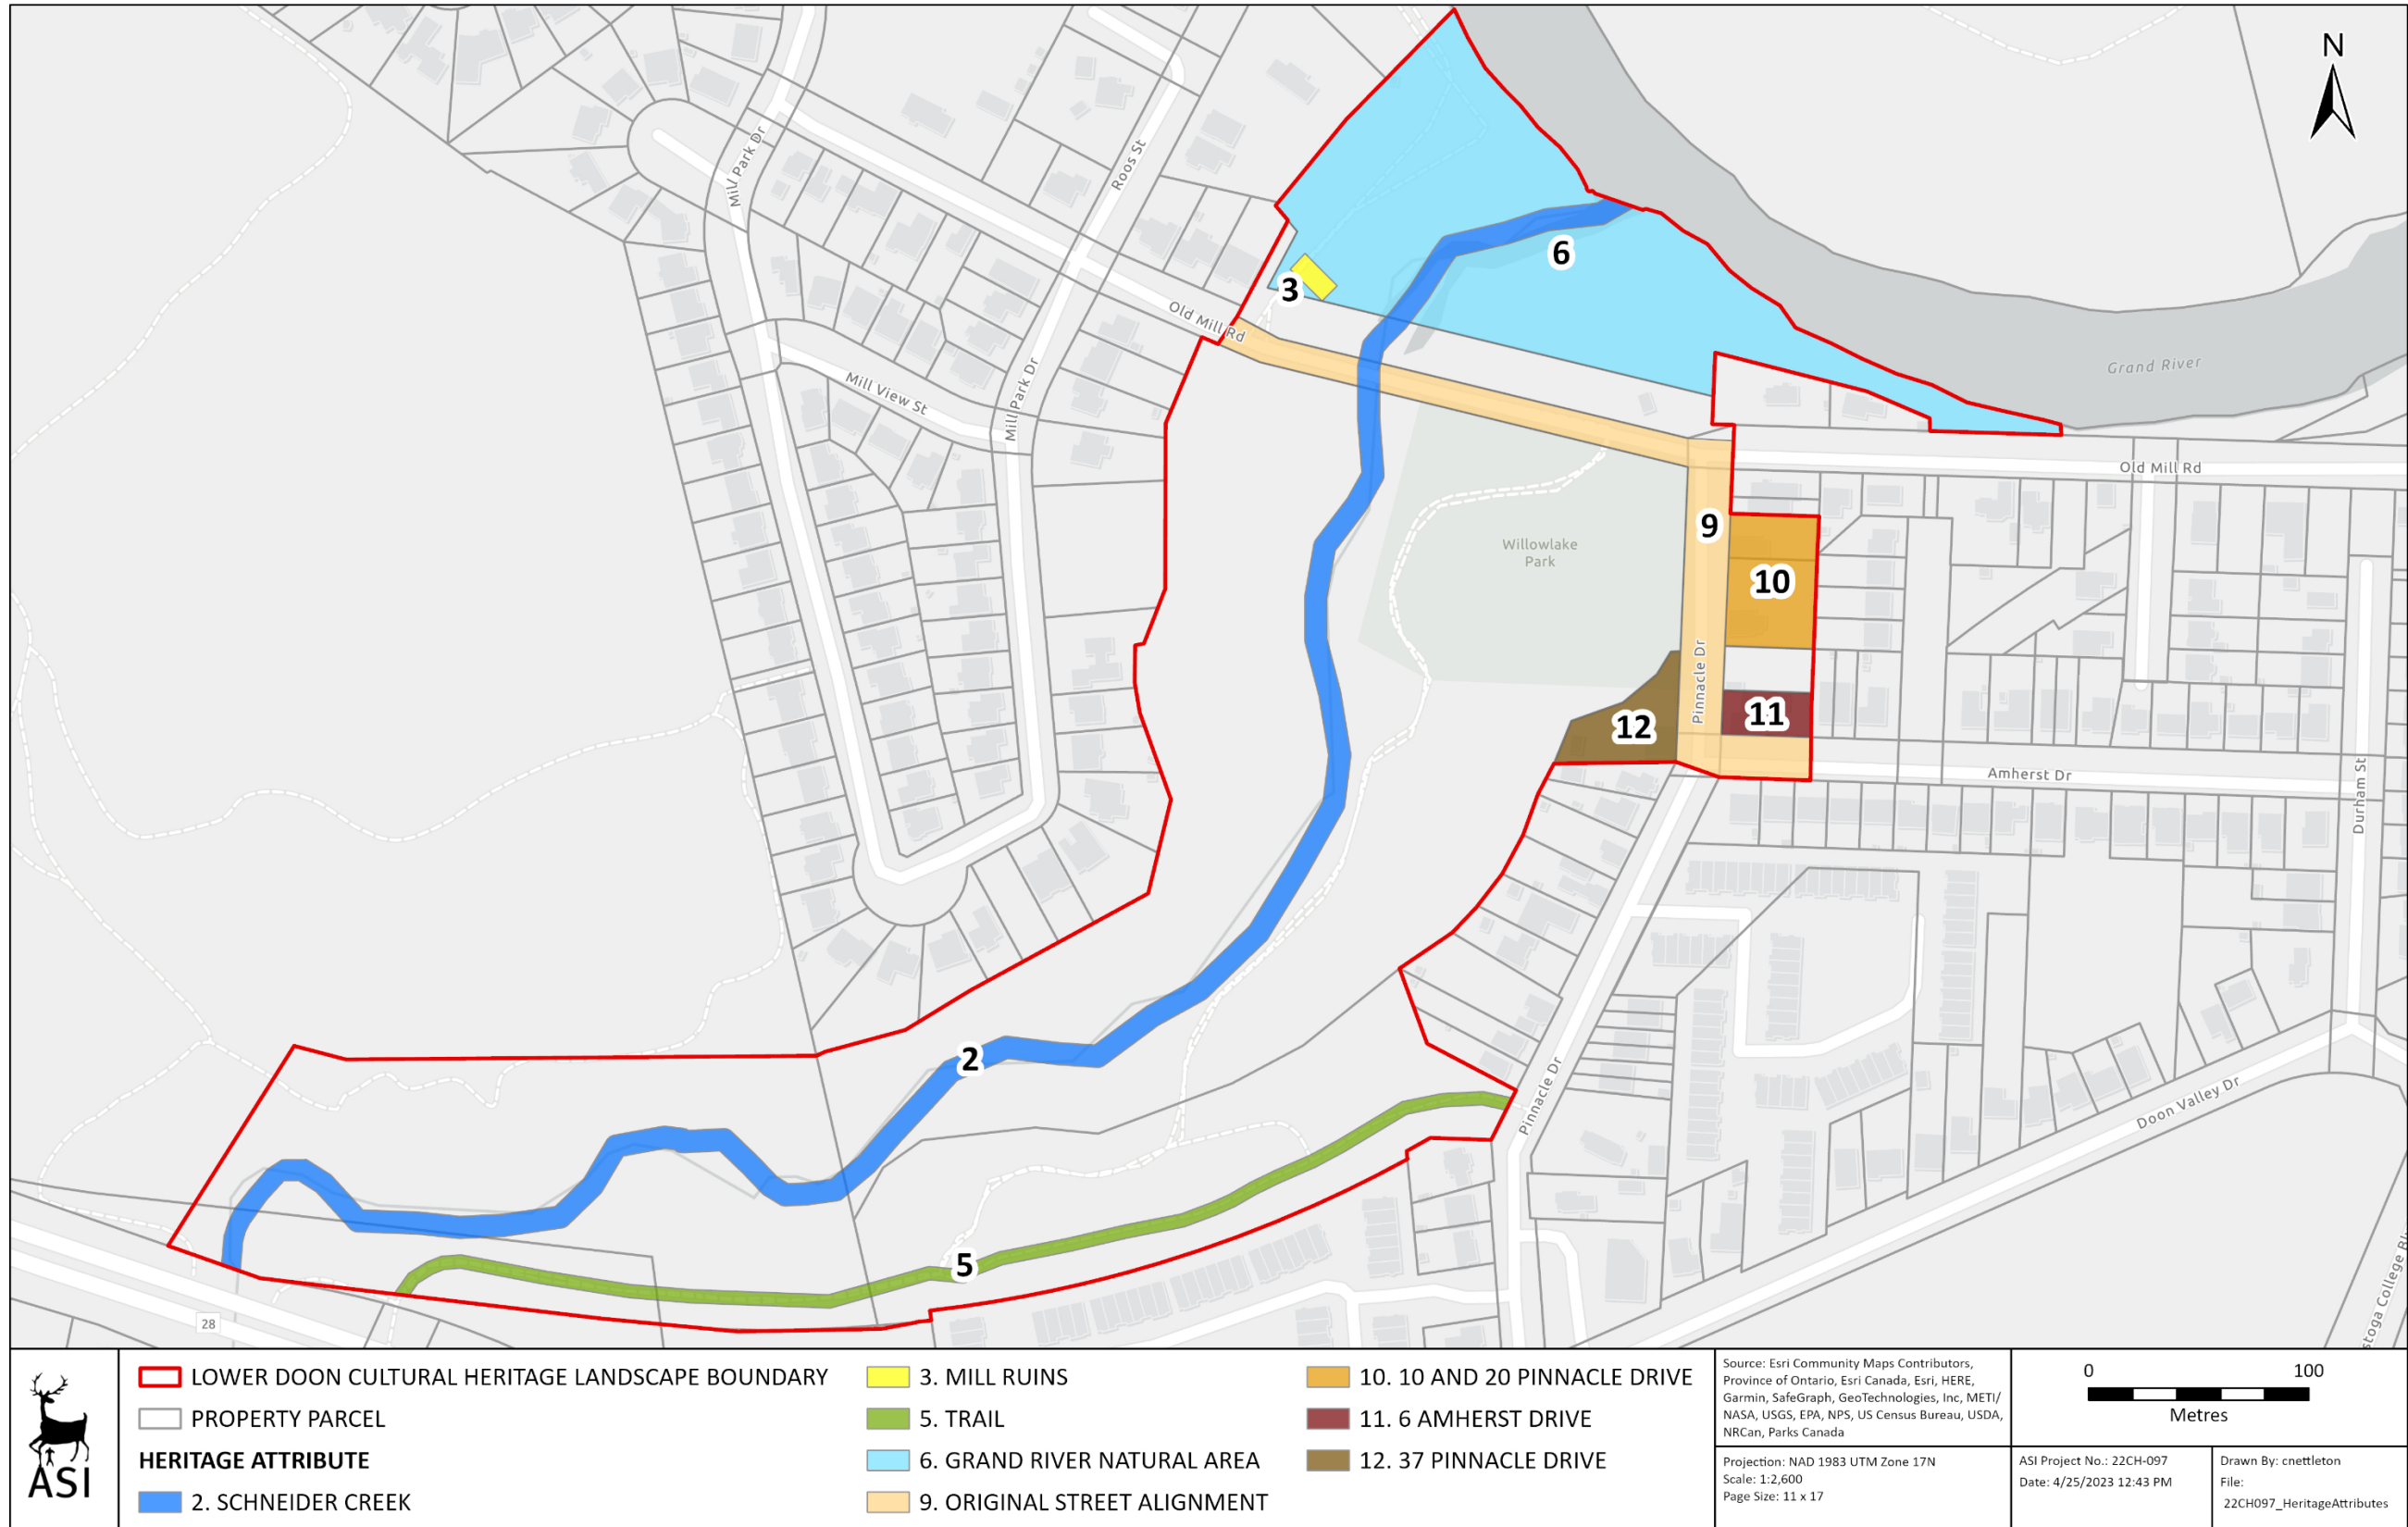 N
Mill Park Dr
Roos St
6
3
Old Mill Rd
Grand River
Mill View St
Mill Park Dr
Old Mill Rd
9
Willowlake
Park
10
Pinnacle Dr
11
12
Amherst Dr
Durham St
2
Pinnacle Dr
Doon Valley Dr
5
28
ASI
LOWER DOON CULTURAL HERITAGE LANDSCAPE BOUNDARY
PROPERTY PARCEL
HERITAGE ATTRIBUTE
2. SCHNEIDER CREEK
3. MILL RUINS
5. TRAIL
6. GRAND RIVER NATURAL AREA
9. ORIGINAL STREET ALIGNMENT
10. 10 AND 20 PINNACLE DRIVE
11. 6 AMHERST DRIVE
12. 37 PINNACLE DRIVE
Source: Esri Community Maps Contributors,
Province of Ontario, Esri Canada, Esri, HERE,
Garmin, SafeGraph, GeoTechnologies, Inc, METI/
NASA, USGS, EPA, NPS, US Census Bureau, USDA,
NRCan, Parks Canada
Projection: NAD 1983 UTM Zone 17N
Scale: 1:2,600
Page Size: 11 x 17
0 100
Metres
ASI Project No.: 22CH-097
Date: 4/25/2023 12:43 PM
Drawn By: cnettleton
File:
22CH097_HeritageAttributes